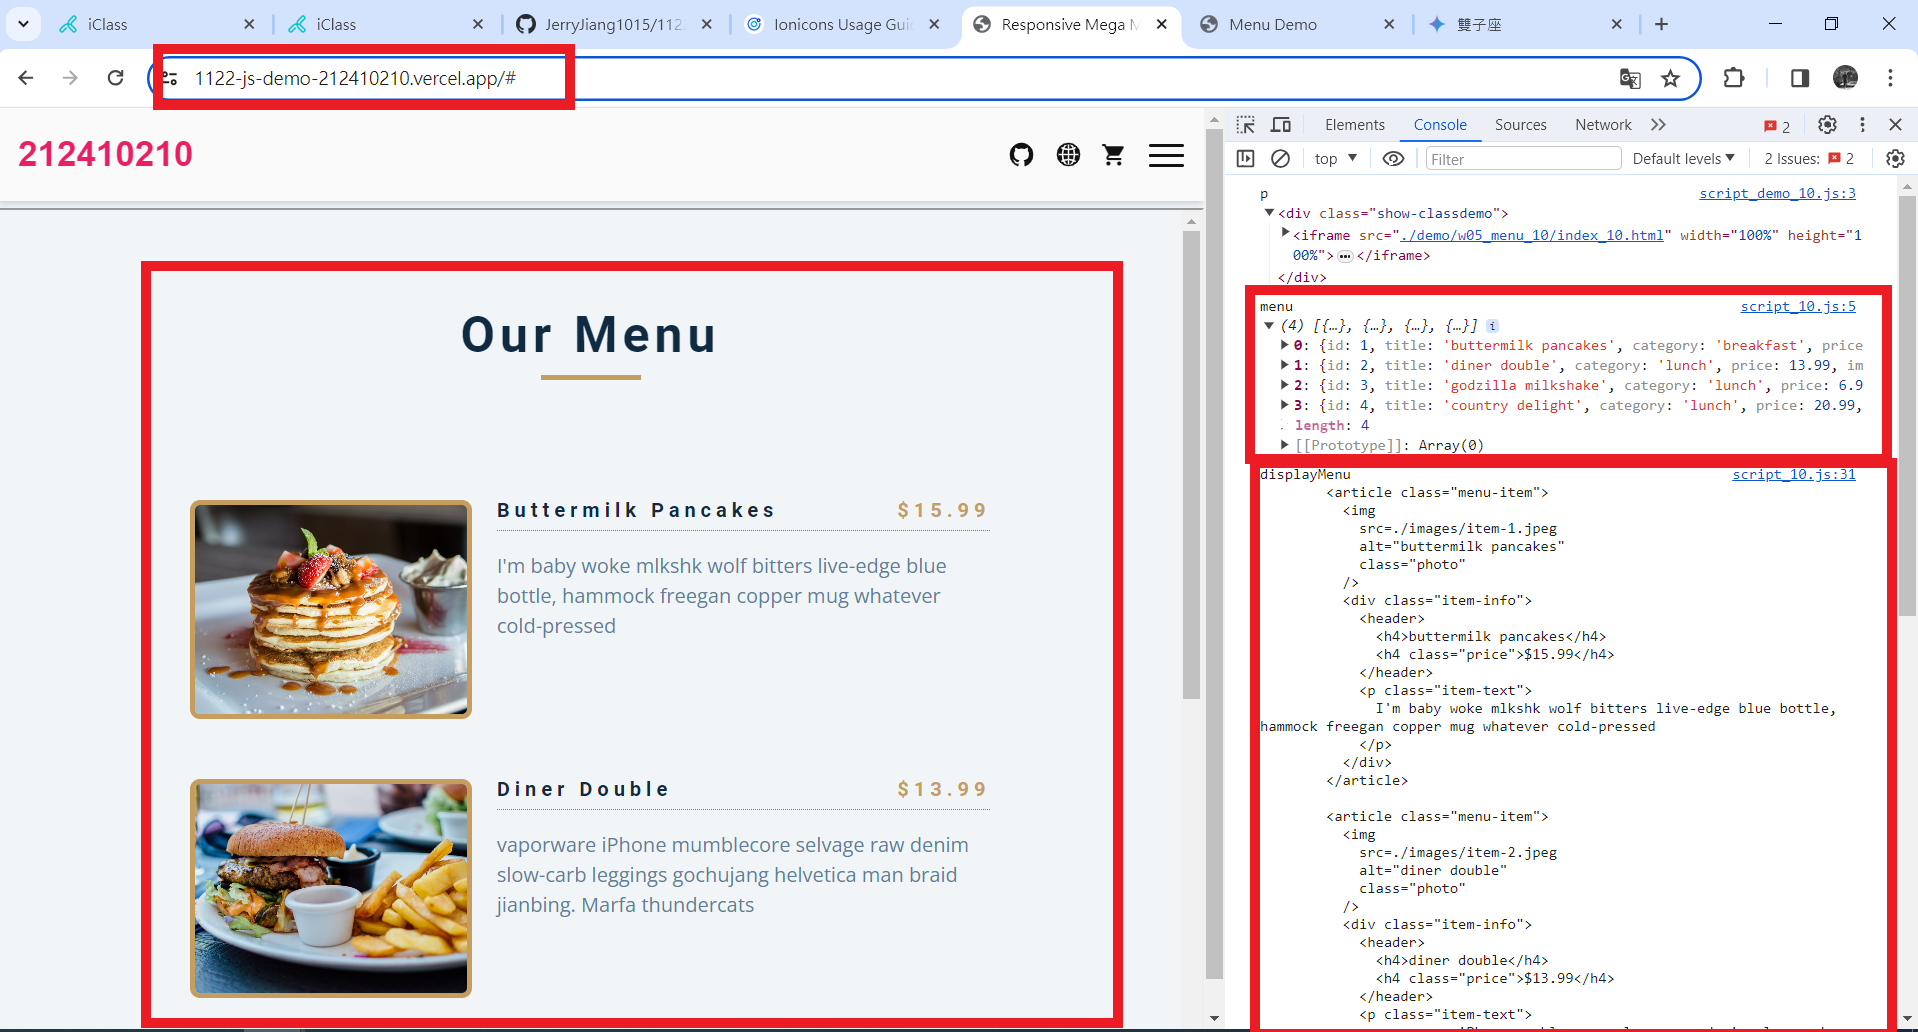 iClass
iClass
JerryJiang1015/112
Ionicons Usage Gui
Responsive Mega M
Menu Demo
雙子座
1122-js-demo-212410210.vercel.app/#
212410210
Our Menu
Buttermilk Pancakes $15.99
I'm baby woke mlkshk wolf bitters live-edge blue
bottle, hammock freegan copper mug whatever
cold-pressed
Diner Double $13.99
vaporware iPhone mumblecore selvage raw denim
slow-carb leggings gochujang helvetica man braid
jianbing. Marfa thundercats
Elements Console Sources Network 2
top Filter Default levels 2 Issues: 2
p script_demo_10.js:3
<div class="show-classdemo">
<iframe src="./demo/w05_menu_10/index_10.html" width="100%" height="1
00%"> ••• </iframe>
</div>
menu script_10.js:5
(4) [{…}, {…}, {…}, {…}] i
0: {id: 1, title: 'buttermilk pancakes', category: 'breakfast', price
1: {id: 2, title: 'diner double', category: 'lunch', price: 13.99, im
2: {id: 3, title: 'godzilla milkshake', category: 'lunch', price: 6.9
3: {id: 4, title: 'country delight', category: 'lunch', price: 20.99,
length: 4
[[Prototype]]: Array(0)
displayMenu script_10.js:31
<article class="menu-item">
<img
src=./images/item-1.jpeg
alt="buttermilk pancakes"
class="photo"
/>
<div class="item-info">
<header>
<h4>buttermilk pancakes</h4>
<h4 class="price">$15.99</h4>
</header>
<p class="item-text">
I'm baby woke mlkshk wolf bitters live-edge blue bottle,
hammock freegan copper mug whatever cold-pressed
</p>
</div>
</article>
<article class="menu-item">
<img
src=./images/item-2.jpeg
alt="diner double"
class="photo"
/>
<div class="item-info">
<header>
<h4>diner double</h4>
<h4 class="price">$13.99</h4>
</header>
<p class="item-text">